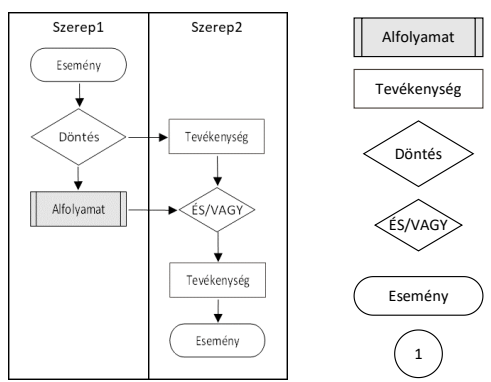 Szerep1
Szerep2
Esemény
Döntés
Tevékenység
Alfolyamat
ÉS/VAGY
Tevékenység
Esemény
Alfolyamat
Tevékenység
Döntés
ÉS/VAGY
Esemény
1